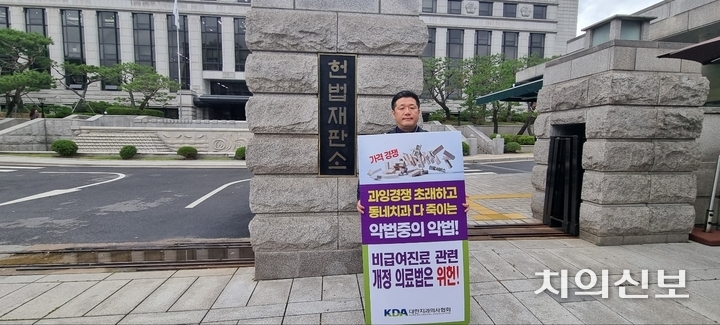 헌법재판소
가격 경쟁
과잉경쟁 초래하고
동네치과 다 죽이는
악법중의 악법!
비급여진료 관련
개정 의료법은 위헌!
KDA 대한치과의사협회
치의신보